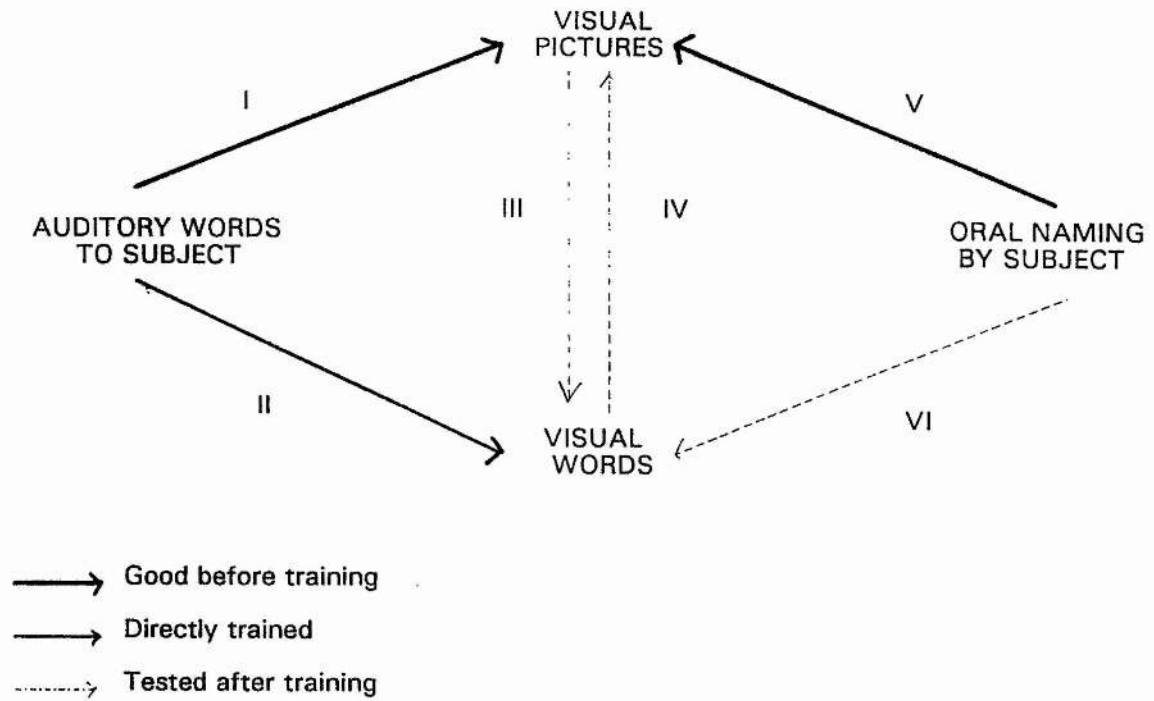 VISUAL
PICTURES
I
V
III
IV
AUDITORY WORDS
TO SUBJECT
ORAL NAMING
BY SUBJECT
II
VI
VISUAL
WORDS
Good before training
Directly trained
Tested after training